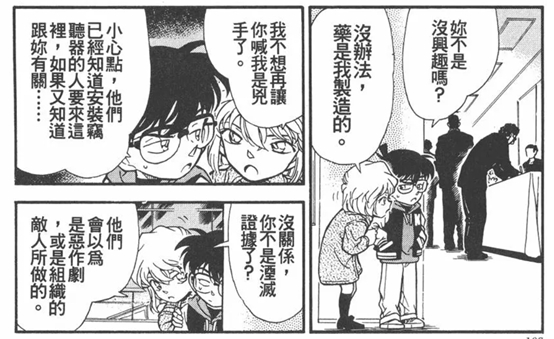 妳不是
沒興趣嗎?
沒辦法,
藥是我製造的。
我不想再讓
你喊我是兇
手了。
小心點,他們
已經知道安裝竊
聽器的人要來這
裡,如果又知道
跟妳有關……
沒關係,
你不是湮滅
證據了?
他們
會以為
是惡作劇
,或是組織的
敵人所做的。